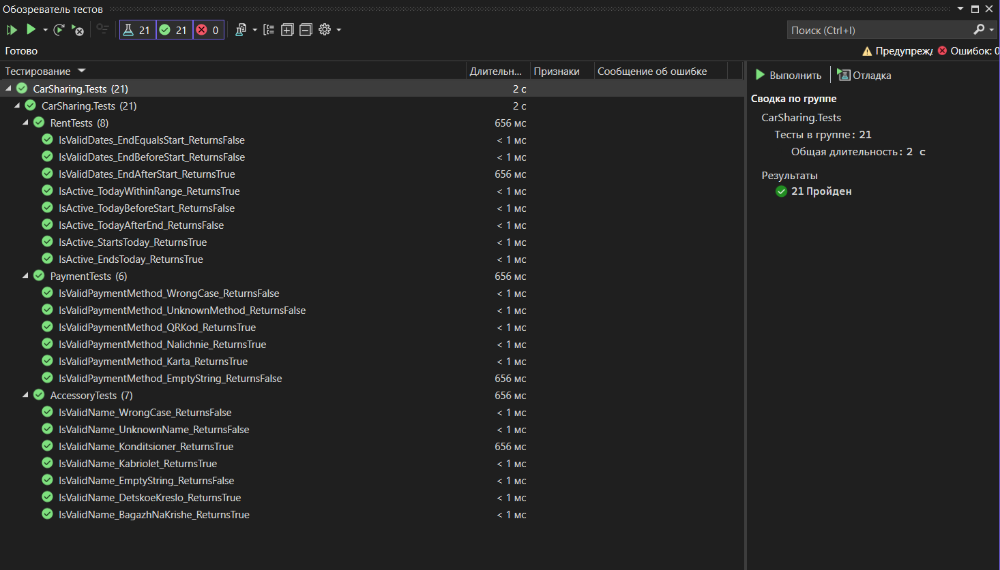 Обозреватель тестов
21 21 0
Поиск (Ctrl+I)
Готово
Предупрежд Ошибок: 0
Тестирование Длительн... Признаки Сообщение об ошибке
CarSharing.Tests (21) 2 с
CarSharing.Tests (21) 2 с
RentTests (8) 656 мс
IsValidDates_EndEqualsStart_ReturnsFalse < 1 мс
IsValidDates_EndBeforeStart_ReturnsFalse < 1 мс
IsValidDates_EndAfterStart_ReturnsTrue 656 мс
IsActive_TodayWithinRange_ReturnsTrue < 1 мс
IsActive_TodayBeforeStart_ReturnsFalse < 1 мс
IsActive_TodayAfterEnd_ReturnsFalse < 1 мс
IsActive_StartsToday_ReturnsTrue < 1 мс
IsActive_EndsToday_ReturnsTrue < 1 мс
PaymentTests (6) 656 мс
IsValidPaymentMethod_WrongCase_ReturnsFalse < 1 мс
IsValidPaymentMethod_UnknownMethod_ReturnsFalse < 1 мс
IsValidPaymentMethod_QRKod_ReturnsTrue < 1 мс
IsValidPaymentMethod_Nalichnie_ReturnsTrue < 1 мс
IsValidPaymentMethod_Karta_ReturnsTrue < 1 мс
IsValidPaymentMethod_EmptyString_ReturnsFalse 656 мс
AccessoryTests (7) 656 мс
IsValidName_WrongCase_ReturnsFalse < 1 мс
IsValidName_UnknownName_ReturnsFalse < 1 мс
IsValidName_Konditsioner_ReturnsTrue 656 мс
IsValidName_Kabriolet_ReturnsTrue < 1 мс
IsValidName_EmptyString_ReturnsFalse < 1 мс
IsValidName_DetskoeKreslo_ReturnsTrue < 1 мс
IsValidName_BagazhNaKrishe_ReturnsTrue < 1 мс
Выполнить Отладка
Сводка по группе
CarSharing.Tests
Тесты в группе: 21
Общая длительность: 2 с
Результаты
21 Пройден